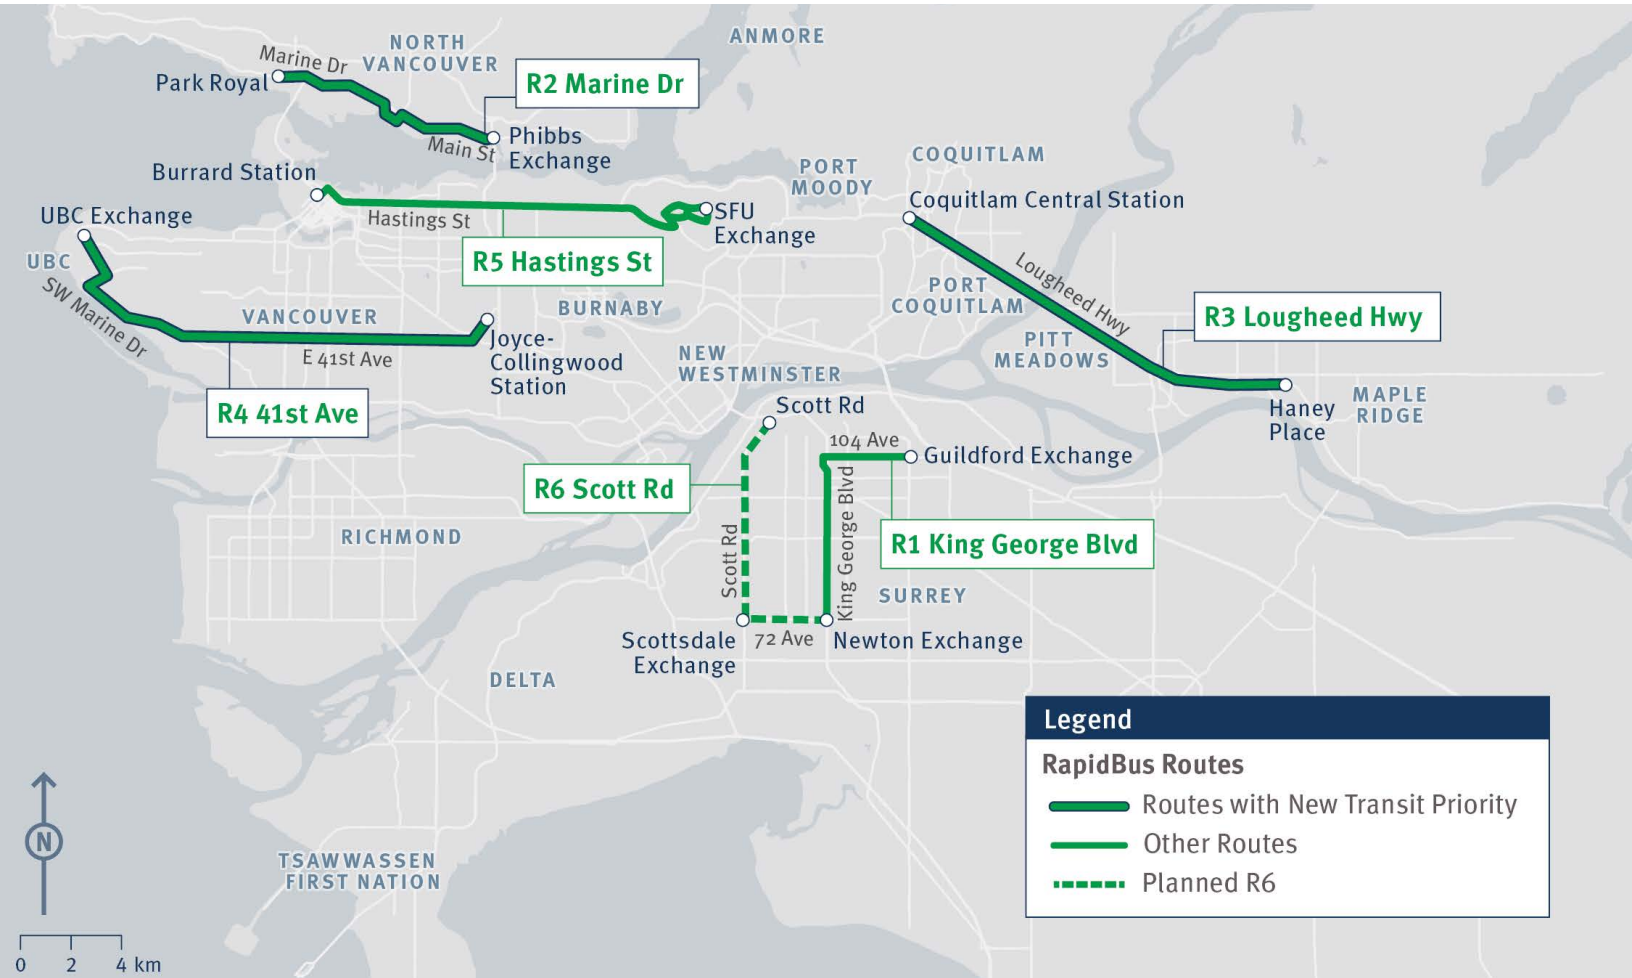 ANMORE
NORTH
VANCOUVER
Marine Dr
Park Royal
R2 Marine Dr
Main St
Phibbs
Exchange
Burrard Station
PORT
MOODY
COQUITLAM
Coquitlam Central Station
UBC Exchange
Hastings St
SFU
Exchange
R5 Hastings St
UBC
SW Marine Dr
Lougheed Hwy
PORT
COQUITLAM
VANCOUVER
BURNABY
R3 Lougheed Hwy
E 41st Ave
Joyce-
Collingwood
Station
NEW
WESTMINSTER
PITT
MEADOWS
R4 41st Ave
Scott Rd
Haney
Place
MAPLE
RIDGE
104 Ave
Guildford Exchange
R6 Scott Rd
King George Blvd
RICHMOND
Scott Rd
R1 King George Blvd
SURREY
Scottsdale
Exchange
72 Ave
Newton Exchange
DELTA
Legend
RapidBus Routes
Routes with New Transit Priority
Other Routes
Planned R6
N
TSAWWASSEN
FIRST NATION
0 2 4 km